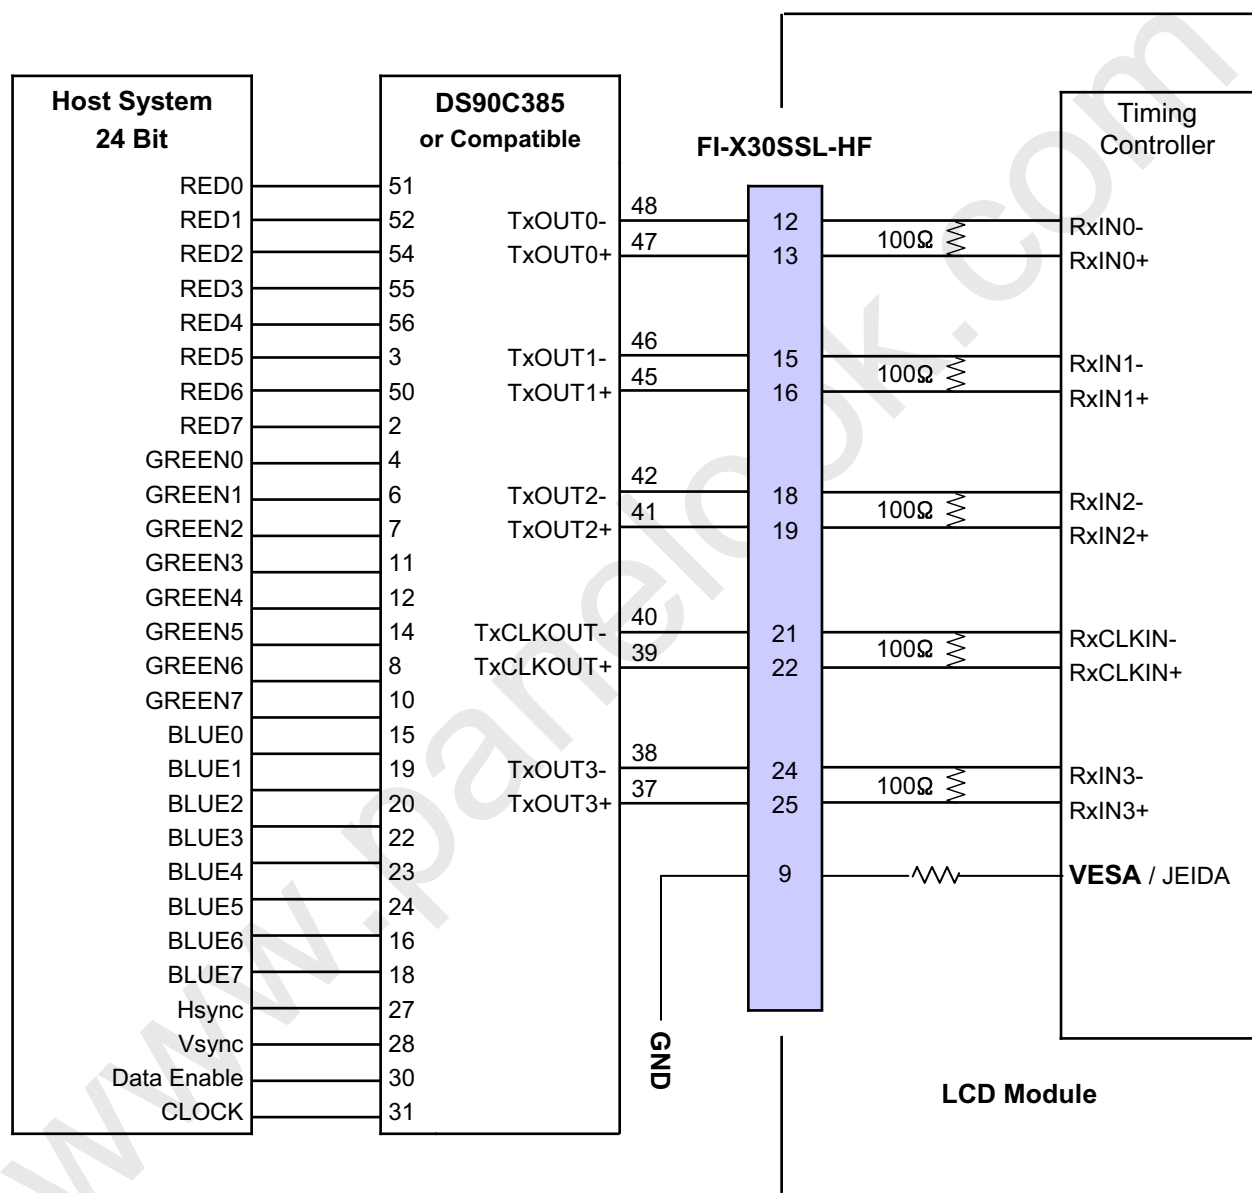 Host System
24 Bit
RED0
RED1
RED2
RED3
RED4
RED5
RED6
RED7
GREEN0
GREEN1
GREEN2
GREEN3
GREEN4
GREEN5
GREEN6
GREEN7
BLUE0
BLUE1
BLUE2
BLUE3
BLUE4
BLUE5
BLUE6
BLUE7
Hsync
Vsync
Data Enable
CLOCK
DS90C385
or Compatible
51
52
54
55
56
3
50
2
4
6
7
11
12
14
8
10
15
19
20
22
23
24
16
18
27
28
30
31
TxOUT0- 48
TxOUT0+ 47
TxOUT1- 46
TxOUT1+ 45
TxOUT2- 42
TxOUT2+ 41
TxCLKOUT- 40
TxCLKOUT+ 39
TxOUT3- 38
TxOUT3+ 37
GND
FI-X30SSL-HF
12
13
15
16
18
19
21
22
24
25
9
100Ω
100Ω
100Ω
100Ω
100Ω
Timing
Controller
RxIN0-
RxIN0+
RxIN1-
RxIN1+
RxIN2-
RxIN2+
RxCLKIN-
RxCLKIN+
RxIN3-
RxIN3+
VESA / JEIDA
LCD Module
www.panelook.com